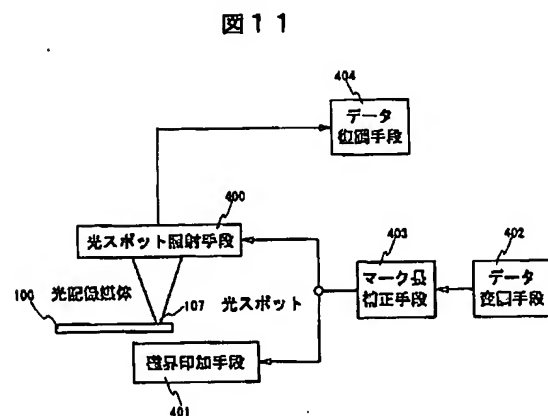 図11
404
データ
復調手段
400
光スポット照射手段
403
402
マーク長
補正手段
データ
変調手段
100
光記録媒体
107
光スポット
磁界印加手段
401